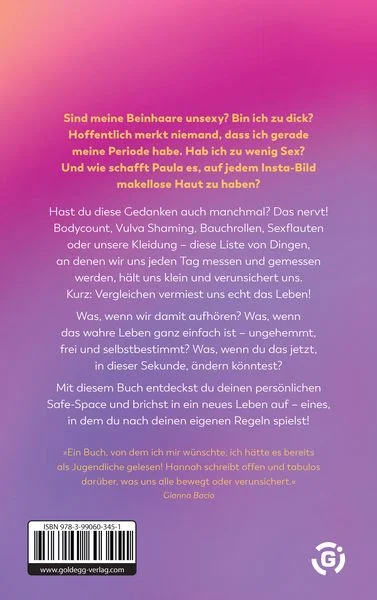 Sind meine Beinhaare unsexy? Bin ich zu dick?
Hoffentlich merkt niemand, dass ich gerade
meine Periode habe. Hab ich zu wenig Sex?
Und wie schafft Paula es, auf jedem Insta-Bild
makellose Haut zu haben?
Hast du diese Gedanken auch manchmal? Das nervt!
Bodycount, Vulva Shaming, Bauchrollen, Sexflauten
oder unsere Kleidung – diese Liste von Dingen,
an denen wir uns jeden Tag messen und gemessen
werden, hält uns klein und verunsichert uns.
Kurz: Vergleichen vermiest uns echt das Leben!
Was, wenn wir damit aufhören? Was, wenn
das wahre Leben ganz einfach ist – ungehemmt,
frei und selbstbestimmt? Was, wenn du das jetzt,
in dieser Sekunde, ändern könntest?
Mit diesem Buch entdeckst du deinen persönlichen
Safe-Space und brichst in ein neues Leben auf – eines,
in dem du nach deinen eigenen Regeln spielst!
»Ein Buch, von dem ich mir wünschte, ich hätte es bereits
als Jugendliche gelesen! Hannah schreibt offen und tabulos
darüber, was uns alle bewegt oder verunsichert.«
Gianna Bacio
ISBN 978-3-99060-345-1
www.goldegg-verlag.com
G